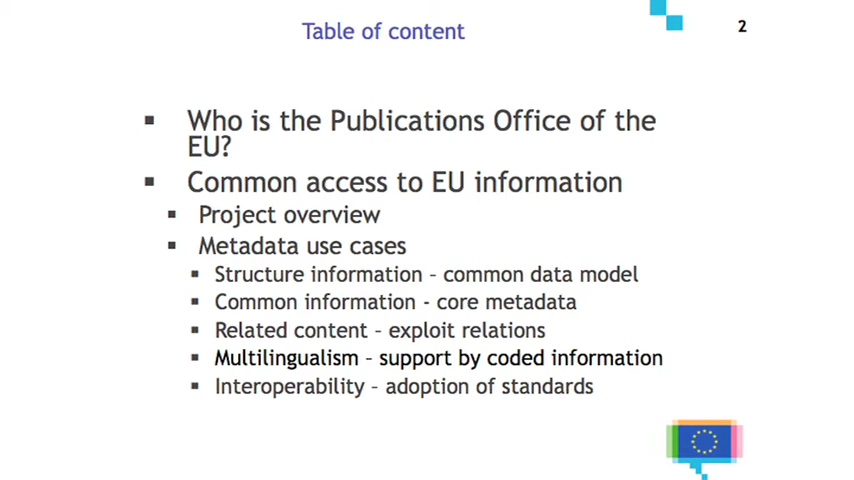 Table of content
2
Who is the Publications Office of the
EU?
Common access to EU information
Project overview
Metadata use cases
Structure information – common data model
Common information - core metadata
Related content – exploit relations
Multilingualism – support by coded information
Interoperability – adoption of standards